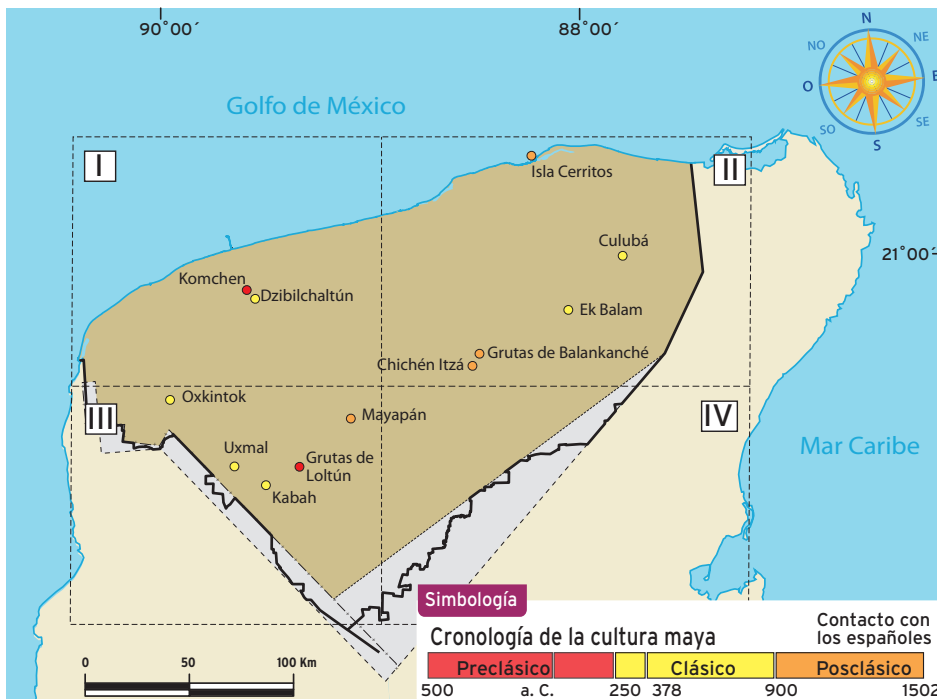 90°00´
88°00´
N
NO
NE
O
E
SO
SE
S
Golfo de México
I
II
Isla Cerritos
Culubá
21°00´
Komchen
Dzibilchaltún
Ek Balam
Grutas de Balankanché
Chichén Itzá
Oxkintok
III
Mayapán
IV
Mar Caribe
Uxmal
Grutas de
Loltún
Kabah
Simbología
Cronología de la cultura maya
Contacto con
los españoles
Preclásico
Clásico
Posclásico
500
a. C.
250
378
900
1502
0
50
100 Km